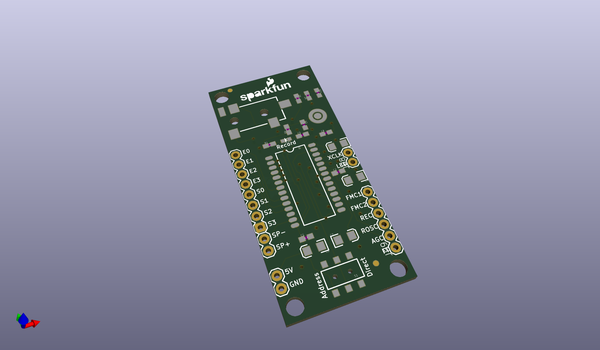 sparkfun
Record
E0
E1
E2
E3
S0
S1
S2
S3
SP-
SP+
5V
GND
XCLK
LED
FMC1
FMC2
REC
ROSC
AGC
Address
Direct